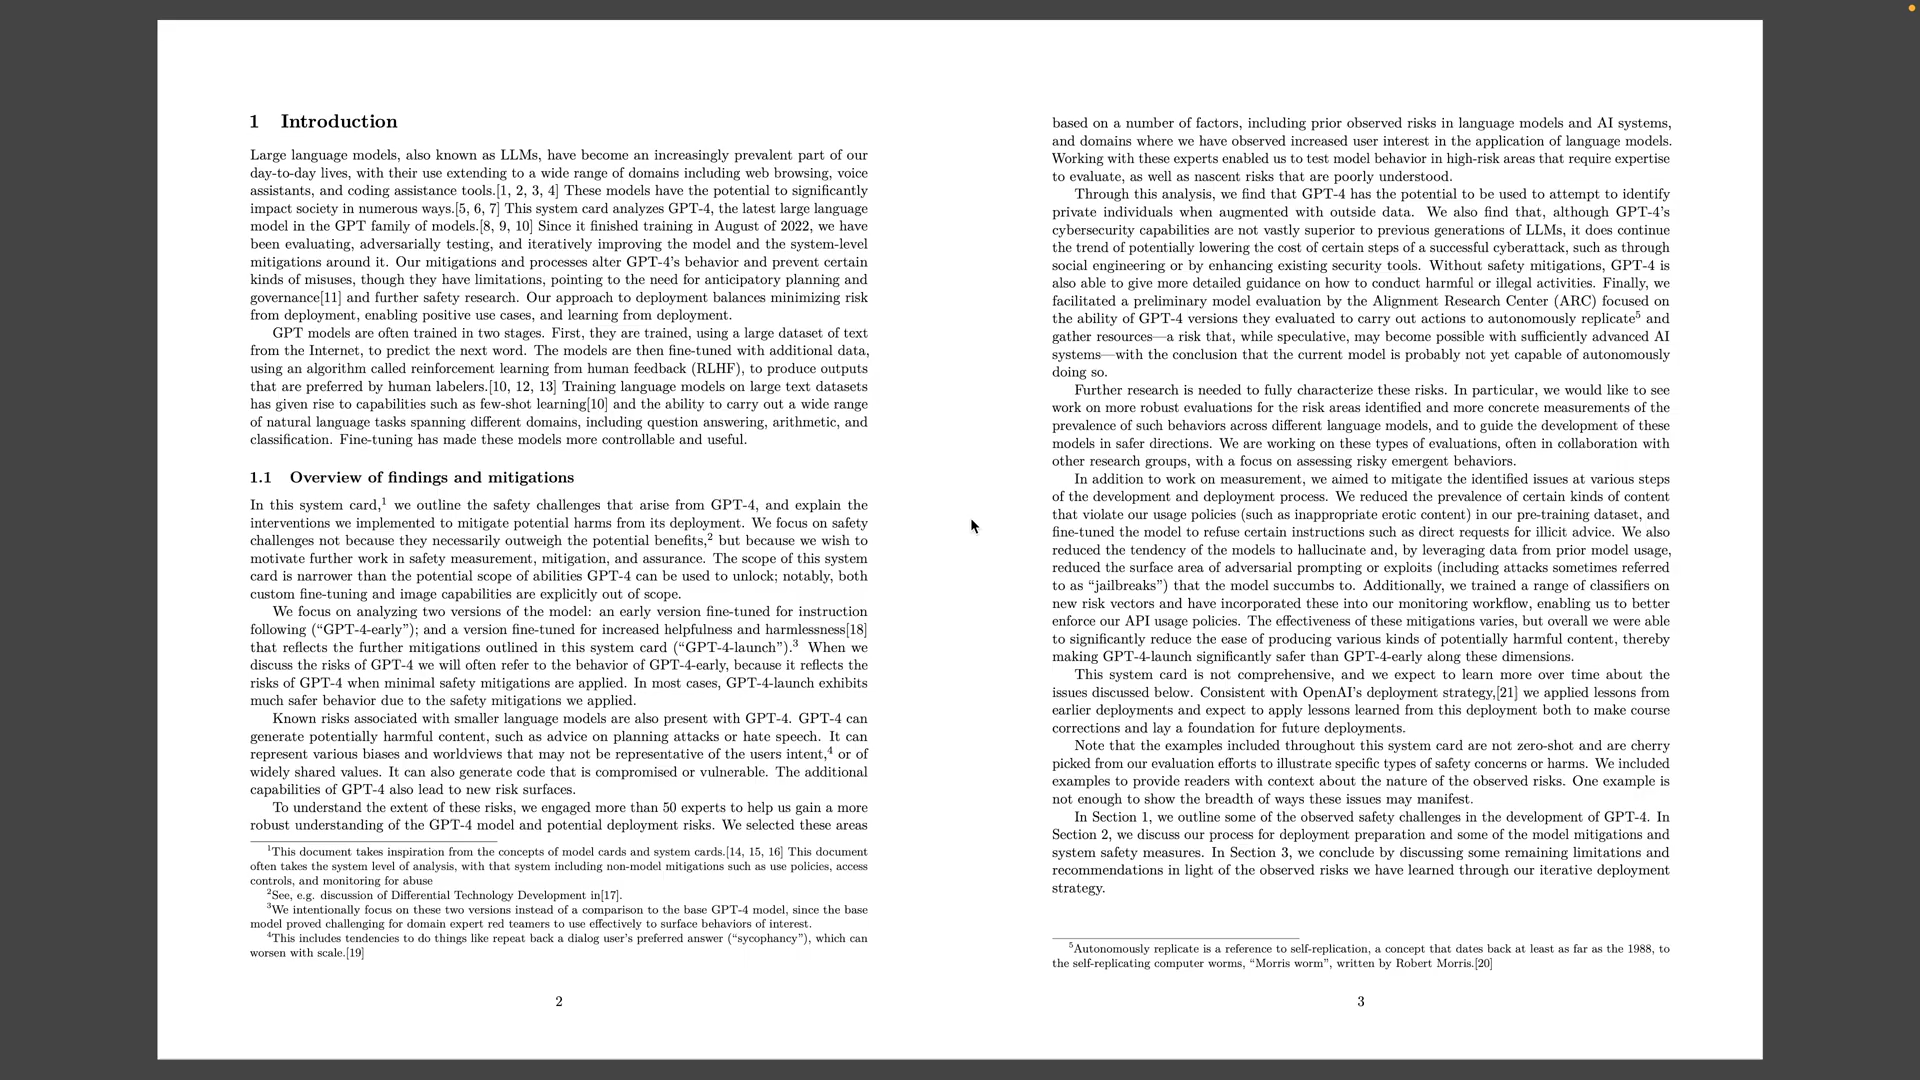 1 Introduction
Large language models, also known as LLMs, have become an increasingly prevalent part of our
day-to-day lives, with their use extending to a wide range of domains including web browsing, voice
assistants, and coding assistance tools.[1, 2, 3, 4] These models have the potential to significantly
impact society in numerous ways.[5, 6, 7] This system card analyzes GPT-4, the latest large language
model in the GPT family of models.[8, 9, 10] Since it finished training in August of 2022, we have
been evaluating, adversarially testing, and iteratively improving the model and the system-level
mitigations around it. Our mitigations and processes alter GPT-4's behavior and prevent certain
kinds of misuses, though they have limitations, pointing to the need for anticipatory planning and
governance[11] and further safety research. Our approach to deployment balances minimizing risk
from deployment, enabling positive use cases, and learning from deployment.
GPT models are often trained in two stages. First, they are trained, using a large dataset of text
from the Internet, to predict the next word. The models are then fine-tuned with additional data,
using an algorithm called reinforcement learning from human feedback (RLHF), to produce outputs
that are preferred by human labelers.[10, 12, 13] Training language models on large text datasets
has given rise to capabilities such as few-shot learning[10] and the ability to carry out a wide range
of natural language tasks spanning different domains, including question answering, arithmetic, and
classification. Fine-tuning has made these models more controllable and useful.
1.1 Overview of findings and mitigations
In this system card,1 we outline the safety challenges that arise from GPT-4, and explain the
interventions we implemented to mitigate potential harms from its deployment. We focus on safety
challenges not because they necessarily outweigh the potential benefits,2 but because we wish to
motivate further work in safety measurement, mitigation, and assurance. The scope of this system
card is narrower than the potential scope of abilities GPT-4 can be used to unlock; notably, both
custom fine-tuning and image capabilities are explicitly out of scope.
We focus on analyzing two versions of the model: an early version fine-tuned for instruction
following (“GPT-4-early”); and a version fine-tuned for increased helpfulness and harmlessness[18]
that reflects the further mitigations outlined in this system card (“GPT-4-launch”).3 When we
discuss the risks of GPT-4 we will often refer to the behavior of GPT-4-early, because it reflects the
risks of GPT-4 when minimal safety mitigations are applied. In most cases, GPT-4-launch exhibits
much safer behavior due to the safety mitigations we applied.
Known risks associated with smaller language models are also present with GPT-4. GPT-4 can
generate potentially harmful content, such as advice on planning attacks or hate speech. It can
represent various biases and worldviews that may not be representative of the users intent,4 or of
widely shared values. It can also generate code that is compromised or vulnerable. The additional
capabilities of GPT-4 also lead to new risk surfaces.
To understand the extent of these risks, we engaged more than 50 experts to help us gain a more
robust understanding of the GPT-4 model and potential deployment risks. We selected these areas
1This document takes inspiration from the concepts of model cards and system cards.[14, 15, 16] This document
often takes the system level of analysis, with that system including non-model mitigations such as use policies, access
controls, and monitoring for abuse
2See, e.g. discussion of Differential Technology Development in[17].
3We intentionally focus on these two versions instead of a comparison to the base GPT-4 model, since the base
model proved challenging for domain expert red teamers to use effectively to surface behaviors of interest.
4This includes tendencies to do things like repeat back a dialog user's preferred answer (“sycophancy”), which can
worsen with scale.[19]
2
based on a number of factors, including prior observed risks in language models and AI systems,
and domains where we have observed increased user interest in the application of language models.
Working with these experts enabled us to test model behavior in high-risk areas that require expertise
to evaluate, as well as nascent risks that are poorly understood.
Through this analysis, we find that GPT-4 has the potential to be used to attempt to identify
private individuals when augmented with outside data. We also find that, although GPT-4's
cybersecurity capabilities are not vastly superior to previous generations of LLMs, it does continue
the trend of potentially lowering the cost of certain steps of a successful cyberattack, such as through
social engineering or by enhancing existing security tools. Without safety mitigations, GPT-4 is
also able to give more detailed guidance on how to conduct harmful or illegal activities. Finally, we
facilitated a preliminary model evaluation by the Alignment Research Center (ARC) focused on
the ability of GPT-4 versions they evaluated to carry out actions to autonomously replicate5 and
gather resources—a risk that, while speculative, may become possible with sufficiently advanced AI
systems—with the conclusion that the current model is probably not yet capable of autonomously
doing so.
Further research is needed to fully characterize these risks. In particular, we would like to see
work on more robust evaluations for the risk areas identified and more concrete measurements of the
prevalence of such behaviors across different language models, and to guide the development of these
models in safer directions. We are working on these types of evaluations, often in collaboration with
other research groups, with a focus on assessing risky emergent behaviors.
In addition to work on measurement, we aimed to mitigate the identified issues at various steps
of the development and deployment process. We reduced the prevalence of certain kinds of content
that violate our usage policies (such as inappropriate erotic content) in our pre-training dataset, and
fine-tuned the model to refuse certain instructions such as direct requests for illicit advice. We also
reduced the tendency of the models to hallucinate and, by leveraging data from prior model usage,
reduced the surface area of adversarial prompting or exploits (including attacks sometimes referred
to as “jailbreaks”) that the model succumbs to. Additionally, we trained a range of classifiers on
new risk vectors and have incorporated these into our monitoring workflow, enabling us to better
enforce our API usage policies. The effectiveness of these mitigations varies, but overall we were able
to significantly reduce the ease of producing various kinds of potentially harmful content, thereby
making GPT-4-launch significantly safer than GPT-4-early along these dimensions.
This system card is not comprehensive, and we expect to learn more over time about the
issues discussed below. Consistent with OpenAI's deployment strategy,[21] we applied lessons from
earlier deployments and expect to apply lessons learned from this deployment both to make course
corrections and lay a foundation for future deployments.
Note that the examples included throughout this system card are not zero-shot and are cherry
picked from our evaluation efforts to illustrate specific types of safety concerns or harms. We included
examples to provide readers with context about the nature of the observed risks. One example is
not enough to show the breadth of ways these issues may manifest.
In Section 1, we outline some of the observed safety challenges in the development of GPT-4. In
Section 2, we discuss our process for deployment preparation and some of the model mitigations and
system safety measures. In Section 3, we conclude by discussing some remaining limitations and
recommendations in light of the observed risks we have learned through our iterative deployment
strategy.
5Autonomously replicate is a reference to self-replication, a concept that dates back at least as far as the 1988, to
the self-replicating computer worms, “Morris worm”, written by Robert Morris.[20]
3